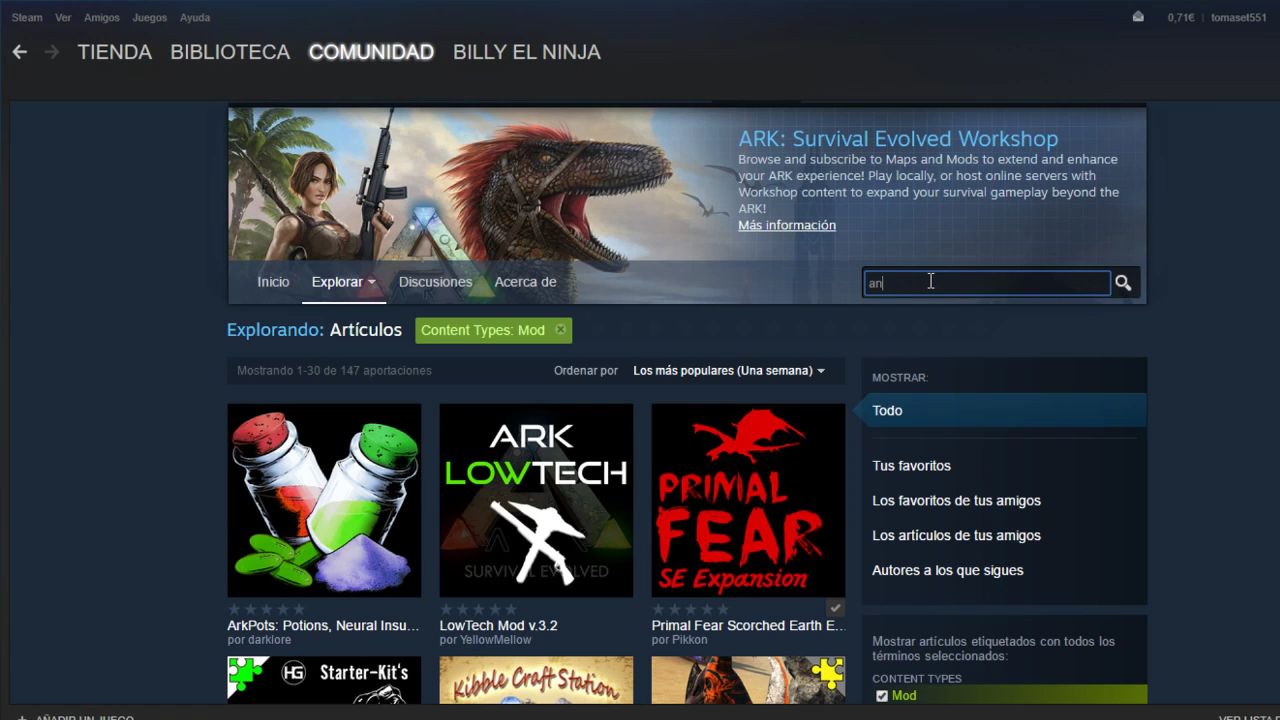 Steam Ver Amigos Juegos Ayuda 0,71€ tomaset551
TIENDA BIBLIOTECA COMUNIDAD BILLY EL NINJA
ARK: Survival Evolved Workshop
Browse and subscribe to Maps and Mods to extend and enhance
your ARK experience! Play locally, or host online servers with
Workshop content to expand your survival gameplay beyond the
ARK!
Más información
Inicio Explorar Discusiones Acerca de
an
Explorando: Artículos Content Types: Mod
Mostrando 1-30 de 147 aportaciones Ordenar por Los más populares (Una semana)
ARK
LOWTECH
SURVIVAL EVOLVED
PRIMAL
FEAR
SE Expansion
ArkPots: Potions, Neural Insu...
por darklore
LowTech Mod v.3.2
por YellowMellow
Primal Fear Scorched Earth E...
por Pikkon
HG Starter-Kit's
Kibble Craft Station
MOSTRAR:
Todo
Tus favoritos
Los favoritos de tus amigos
Los artículos de tus amigos
Autores a los que sigues
Mostrar artículos etiquetados con todos los
términos seleccionados:
CONTENT TYPES
Mod
AÑADIR UN JUEGO
VER LISTA